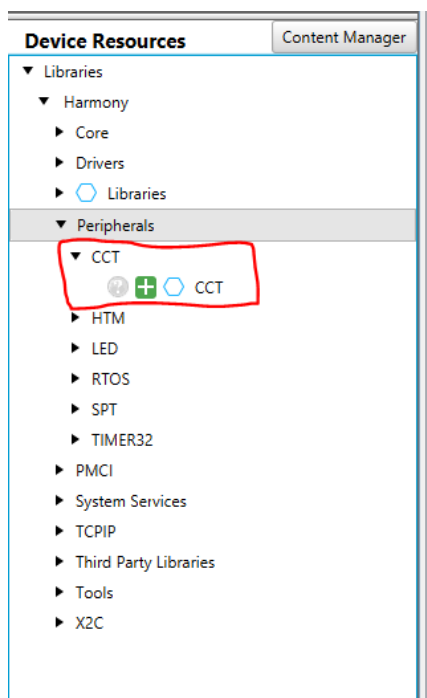 Device Resources Content Manager
Libraries
Harmony
Core
Drivers
Libraries
Peripherals
CCT
CCT
HTM
LED
RTOS
SPT
TIMER32
PMCI
System Services
TCPIP
Third Party Libraries
Tools
X2C